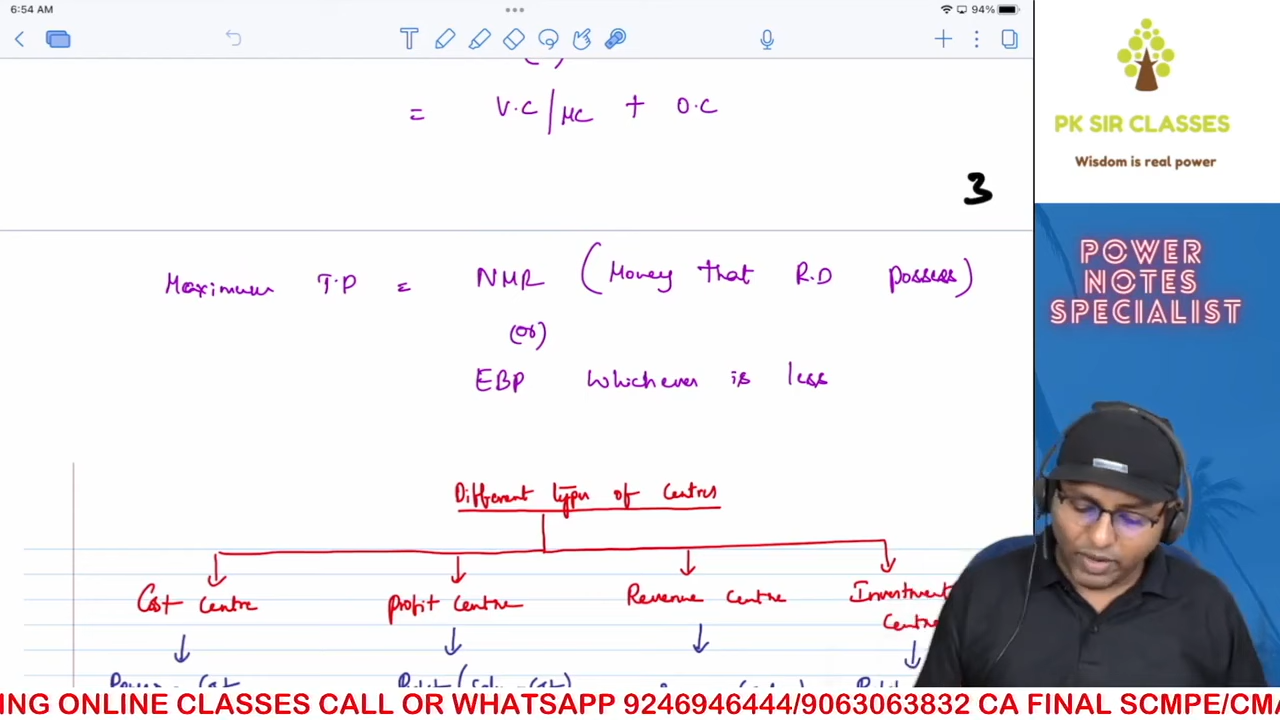 6:54 AM
94%
= V.C/MC + O.C
3
Maximum T.P = NMR (Money that R.D Possess)
(or)
EBP whichever is less
Different types of Centres
Cost Centre
Profit Centre
Revenue Centre
Investment
Centre
PK SIR CLASSES
Wisdom is real power
POWER
NOTES
SPECIALIST
ING ONLINE CLASSES CALL OR WHATSAPP 9246946444/9063063832 CA FINAL SCMPE/CMA